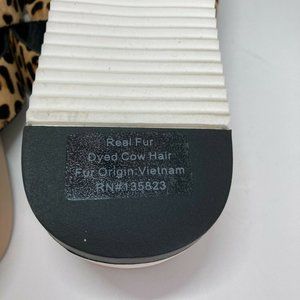 Real Fur
Dyed Cow Hair
Fur Origin:Vietnam
RN#135823